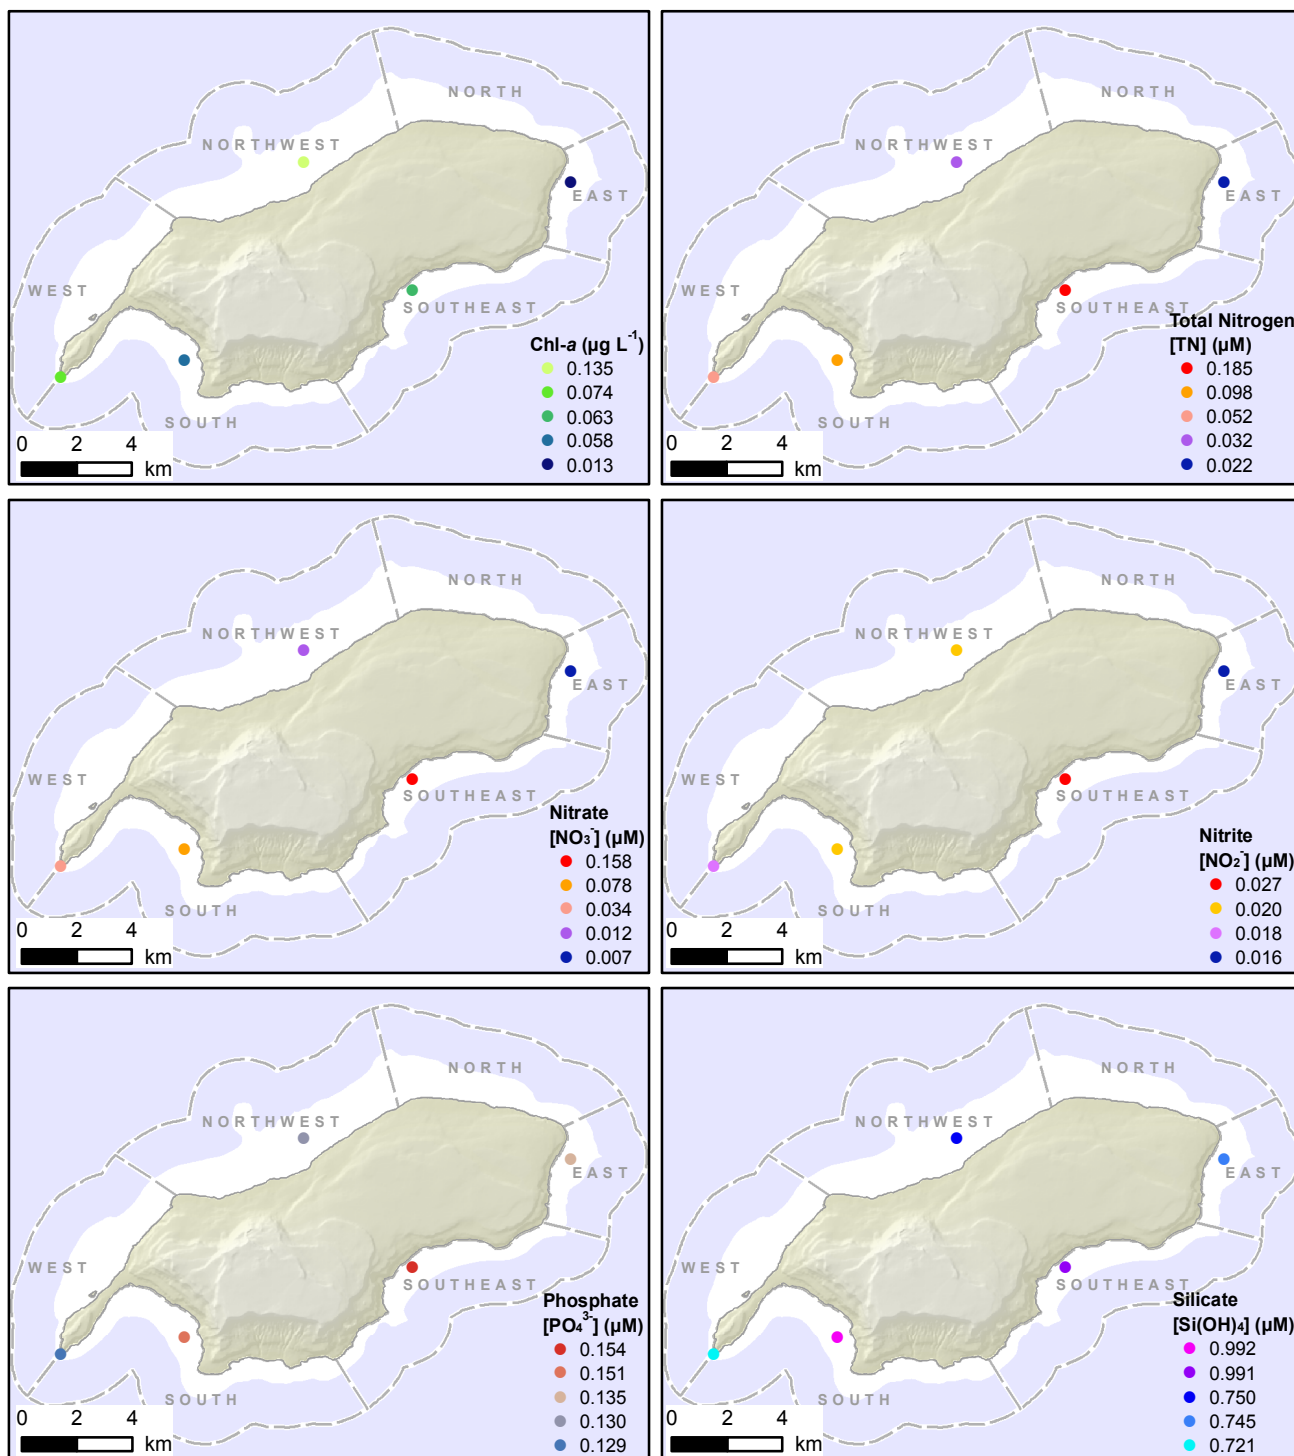 NORTH
NORTHWEST
EAST
WEST
SOUTHEAST
SOUTH
Chl-a (µg L⁻¹)
0.135
0.074
0.063
0.058
0.013
0 2 4
km
NORTH
NORTHWEST
EAST
WEST
SOUTHEAST
SOUTH
Total Nitrogen
[TN] (µM)
0.185
0.098
0.052
0.032
0.022
0 2 4
km
NORTH
NORTHWEST
EAST
WEST
SOUTHEAST
SOUTH
Nitrate
[NO₃⁻] (µM)
0.158
0.078
0.034
0.012
0.007
0 2 4
km
NORTH
NORTHWEST
EAST
WEST
SOUTHEAST
SOUTH
Nitrite
[NO₂⁻] (µM)
0.027
0.020
0.018
0.016
0 2 4
km
NORTH
NORTHWEST
EAST
WEST
SOUTHEAST
SOUTH
Phosphate
[PO₄³⁻] (µM)
0.154
0.151
0.135
0.130
0.129
0 2 4
km
NORTH
NORTHWEST
EAST
WEST
SOUTHEAST
SOUTH
Silicate
[Si(OH)₄] (µM)
0.992
0.991
0.750
0.745
0.721
0 2 4
km